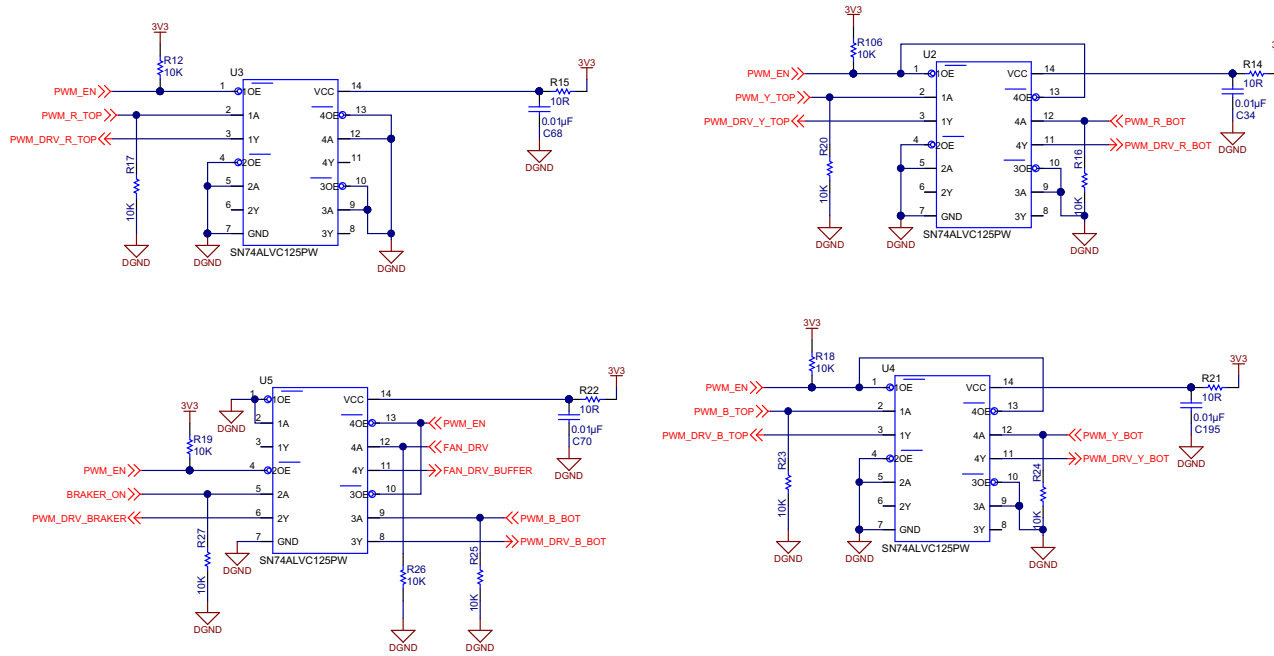 3V3
R12
10K
U3
PWM_EN
1
1OE
VCC
14
R15
10R
3V3
PWM_R_TOP
2
1A
4OE
13
0.01µF
C68
PWM_DRV_R_TOP
3
1Y
4A
12
DGND
R17
10K
4
2OE
4Y
11
5
2A
3OE
10
6
2Y
3A
9
7
GND
3Y
8
SN74ALVC125PW
DGND
DGND
DGND
3V3
R106
10K
U2
PWM_EN
1
1OE
VCC
14
R14
10R
PWM_Y_TOP
2
1A
4OE
13
0.01µF
C34
PWM_DRV_Y_TOP
3
1Y
4A
12
PWM_R_BOT
R20
10K
4
2OE
4Y
11
PWM_DRV_R_BOT
DGND
5
2A
3OE
10
R16
10K
6
2Y
3A
9
7
GND
3Y
8
SN74ALVC125PW
DGND
DGND
DGND
U5
1
1OE
VCC
14
R22
10R
3V3
DGND
2
1A
4OE
13
PWM_EN
0.01µF
C70
3V3
R19
10K
3
1Y
4A
12
FAN_DRV
DGND
PWM_EN
4
2OE
4Y
11
FAN_DRV_BUFFER
BRAKER_ON
5
2A
3OE
10
PWM_DRV_BRAKER
6
2Y
3A
9
PWM_B_BOT
R27
10K
7
GND
3Y
8
PWM_DRV_B_BOT
DGND
SN74ALVC125PW
R26
10K
R25
10K
DGND
DGND
DGND
3V3
R18
10K
U4
PWM_EN
1
1OE
VCC
14
R21
10R
3V3
PWM_B_TOP
2
1A
4OE
13
0.01µF
C195
PWM_DRV_B_TOP
3
1Y
4A
12
PWM_Y_BOT
R23
10K
4
2OE
4Y
11
PWM_DRV_Y_BOT
DGND
5
2A
3OE
10
R24
10K
6
2Y
3A
9
7
GND
3Y
8
SN74ALVC125PW
DGND
DGND
DGND